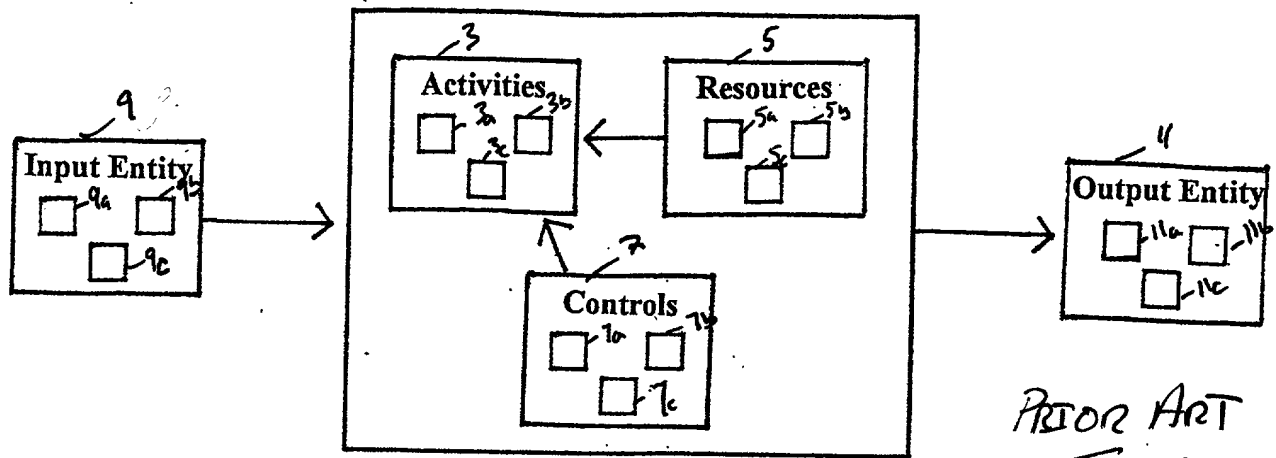 3
Activities
3a
3b
3c
5
Resources
5a
5b
5c
9
Input Entity
9a
9b
9c
7
Controls
7a
7b
7c
Output Entity
11a
11b
11c
PRIOR ART